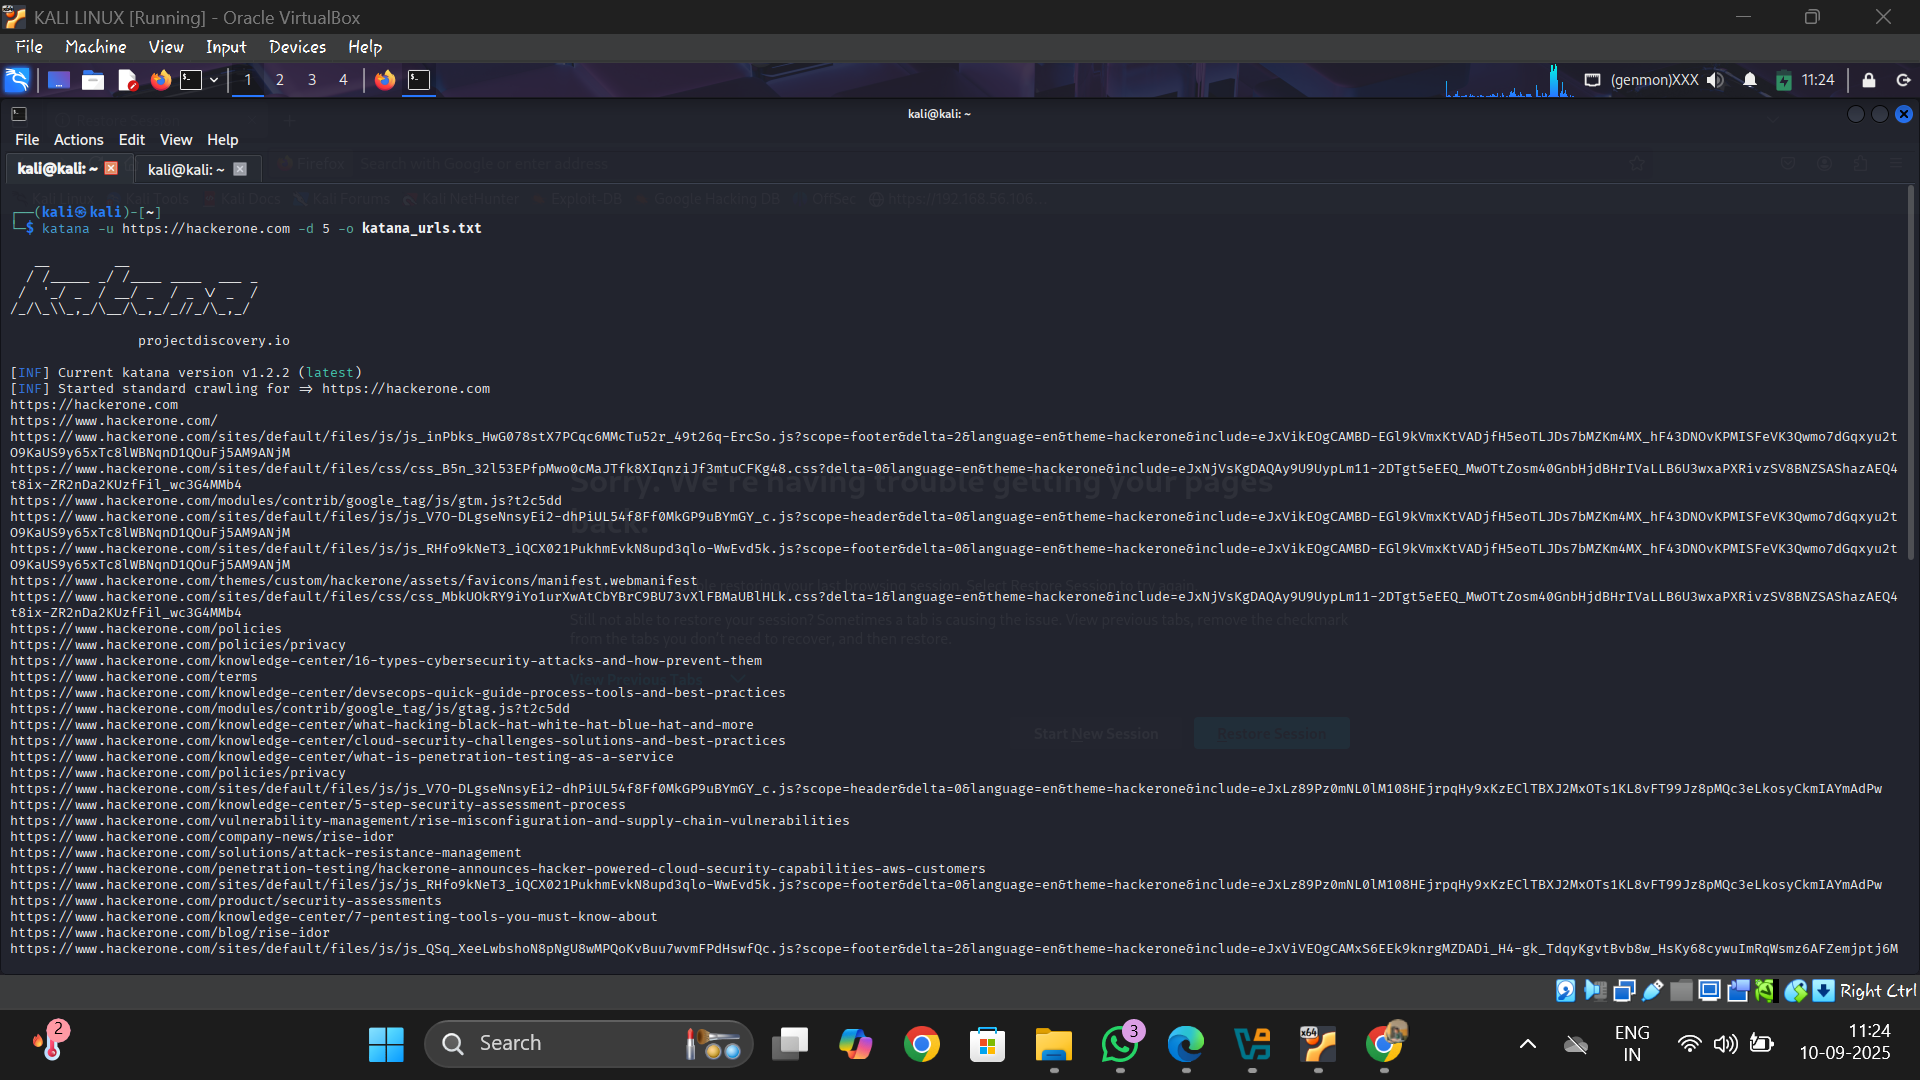 KALI LINUX [Running] - Oracle VirtualBox
File Machine View Input Devices Help
1 2 3 4 (genmon)XXX 11:24
kali@kali: ~
File Actions Edit View Help
kali@kali: ~ kali@kali: ~
(kali㉿kali)-[~]
$ katana -u https://hackerone.com -d 5 -o katana_urls.txt
projectdiscovery.io
[INF] Current katana version v1.2.2 (latest)
[INF] Started standard crawling for => https://hackerone.com
https://hackerone.com
https://www.hackerone.com/
https://www.hackerone.com/sites/default/files/js/js_inPbks_HwG078stX7PCqc6MMcTu52r_49t26q-ErcSo.js?scope=footer&delta=2&language=en&theme=hackerone&include=eJxVikEOgCAMBD-EGl9kVmxKtVADjfH5eoTLJDs7bMZKm4MX_hF43DNOvKPMISFeVK3Qwmo7dGqxyu2t
O9KaUS9y65xTc8lWBNqnD1QOuFj5AM9ANjM
https://www.hackerone.com/sites/default/files/css/css_B5n_32l53EPfpMwo0cMaJTfk8XIqnziJf3mtuCFKg48.css?delta=0&language=en&theme=hackerone&include=eJxNjVsKgDAQAy9U9UypLm11-2DTgt5eEEQ_MwOTtZosm40GnbHjdBHrIVaLLB6U3wxaPXRivzSV8BNZSAShazAEQ4
t8ix-ZR2nDa2KUzfFil_wc3G4MMb4
https://www.hackerone.com/modules/contrib/google_tag/js/gtm.js?t2c5dd
https://www.hackerone.com/sites/default/files/js/js_V7O-DLgseNnsyEi2-dhPiUL54f8Ff0MkGP9uBYmGY_c.js?scope=header&delta=0&language=en&theme=hackerone&include=eJxVikEOgCAMBD-EGl9kVmxKtVADjfH5eoTLJDs7bMZKm4MX_hF43DNOvKPMISFeVK3Qwmo7dGqxyu2t
O9KaUS9y65xTc8lWBNqnD1QOuFj5AM9ANjM
https://www.hackerone.com/sites/default/files/js/js_RHfo9kNeT3_iQCX021PukhmEvkN8upd3qlo-WwEvd5k.js?scope=footer&delta=0&language=en&theme=hackerone&include=eJxVikEOgCAMBD-EGl9kVmxKtVADjfH5eoTLJDs7bMZKm4MX_hF43DNOvKPMISFeVK3Qwmo7dGqxyu2t
O9KaUS9y65xTc8lWBNqnD1QOuFj5AM9ANjM
https://www.hackerone.com/themes/custom/hackerone/assets/favicons/manifest.webmanifest
https://www.hackerone.com/sites/default/files/css/css_MbkUOkRY9iYo1urXwAtCbYBrC9BU73vXlFBMaUBlHLk.css?delta=1&language=en&theme=hackerone&include=eJxNjVsKgDAQAy9U9UypLm11-2DTgt5eEEQ_MwOTtZosm40GnbHjdBHrIVaLLB6U3wxaPXRivzSV8BNZSAShazAEQ4
t8ix-ZR2nDa2KUzfFil_wc3G4MMb4
https://www.hackerone.com/policies
https://www.hackerone.com/policies/privacy
https://www.hackerone.com/knowledge-center/16-types-cybersecurity-attacks-and-how-prevent-them
https://www.hackerone.com/terms
https://www.hackerone.com/knowledge-center/devsecops-quick-guide-process-tools-and-best-practices
https://www.hackerone.com/modules/contrib/google_tag/js/gtag.js?t2c5dd
https://www.hackerone.com/knowledge-center/what-hacking-black-hat-white-hat-blue-hat-and-more
https://www.hackerone.com/knowledge-center/cloud-security-challenges-solutions-and-best-practices
https://www.hackerone.com/knowledge-center/what-is-penetration-testing-as-a-service
https://www.hackerone.com/policies/privacy
https://www.hackerone.com/sites/default/files/js/js_V7O-DLgseNnsyEi2-dhPiUL54f8Ff0MkGP9uBYmGY_c.js?scope=header&delta=0&language=en&theme=hackerone&include=eJxLz89Pz0mNL0lM108HEjrpqHy9xKzEClTBXJ2MxOTs1KL8vFT99Jz8pMQc3eLkosyCkmIAYmAdPw
https://www.hackerone.com/knowledge-center/5-step-security-assessment-process
https://www.hackerone.com/vulnerability-management/rise-misconfiguration-and-supply-chain-vulnerabilities
https://www.hackerone.com/company-news/rise-idor
https://www.hackerone.com/solutions/attack-resistance-management
https://www.hackerone.com/penetration-testing/hackerone-announces-hacker-powered-cloud-security-capabilities-aws-customers
https://www.hackerone.com/sites/default/files/js/js_RHfo9kNeT3_iQCX021PukhmEvkN8upd3qlo-WwEvd5k.js?scope=footer&delta=0&language=en&theme=hackerone&include=eJxLz89Pz0mNL0lM108HEjrpqHy9xKzEClTBXJ2MxOTs1KL8vFT99Jz8pMQc3eLkosyCkmIAYmAdPw
https://www.hackerone.com/product/security-assessments
https://www.hackerone.com/knowledge-center/7-pentesting-tools-you-must-know-about
https://www.hackerone.com/blog/rise-idor
https://www.hackerone.com/sites/default/files/js/js_QSq_XeeLwbshoN8pNgU8wMPQoKvBuu7wvmFPdHswfQc.js?scope=footer&delta=2&language=en&theme=hackerone&include=eJxViVEOgCAMxS6EEk9knrgMZDADi_H4-gk_TdqyKgvtBvb8w_HsKy68cywuImRqWsmz6AFZemjptj6M
Right Ctrl
2 Search 3 x64 ENG
IN 11:24
10-09-2025